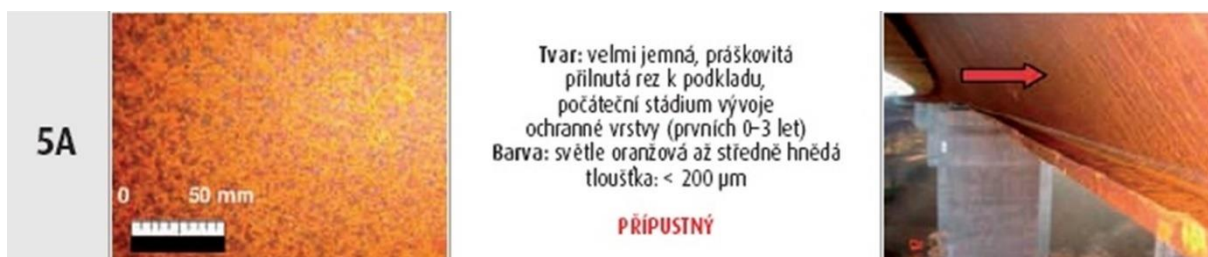 5A
0 50 mm
Tvar: velmi jemná, práškovitá
přilnutá rez k podkladu,
počáteční stádium vývoje
ochranné vrstvy (prvních 0–3 let)
Barva: světle oranžová až středně hnědá
tloušťka: < 200 µm
PŘÍPUSTNÝ